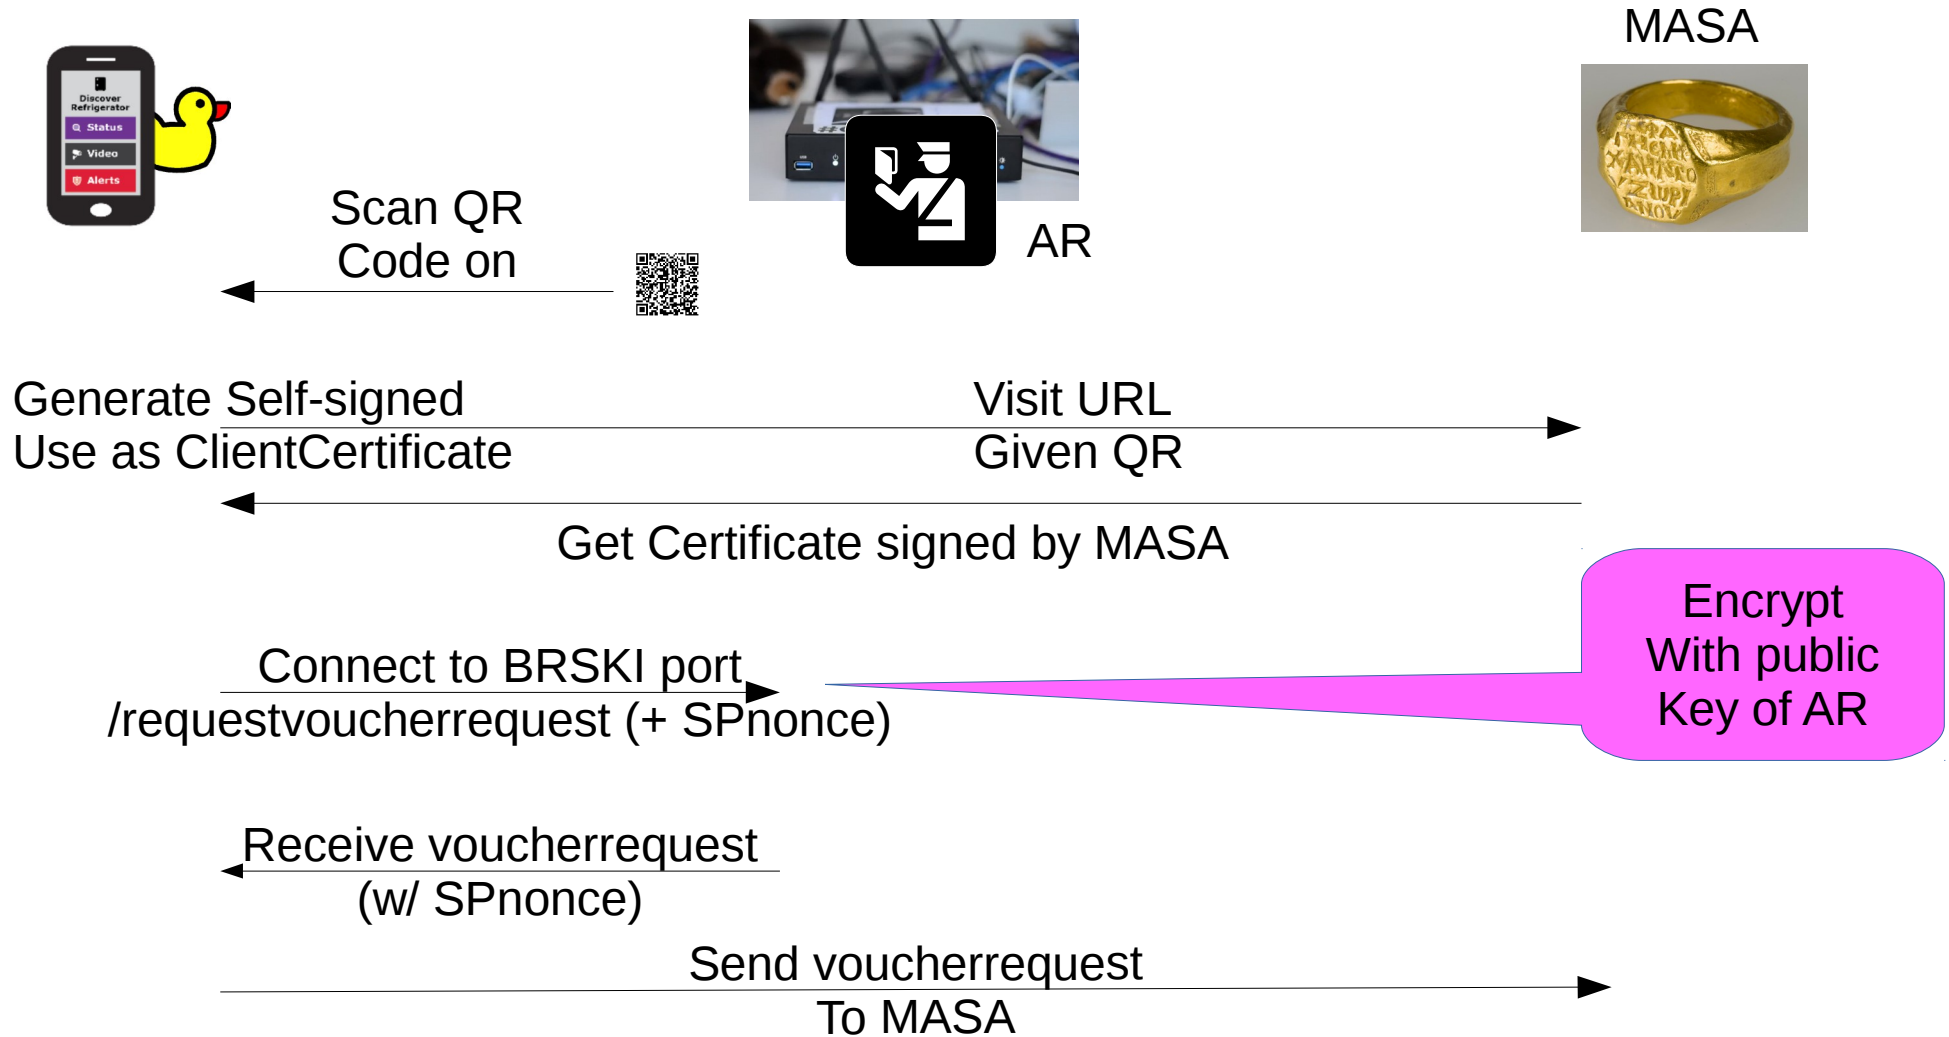 MASA
Discover
Refrigerator
Status
Video
Alerts
Scan QR
Code on
AR
Generate Self-signed
Use as ClientCertificate
Visit URL
Given QR
Get Certificate signed by MASA
Encrypt
With public
Key of AR
Connect to BRSKI port
/requestvoucherrequest (+ SPnonce)
Receive voucherrequest
(w/ SPnonce)
Send voucherrequest
To MASA